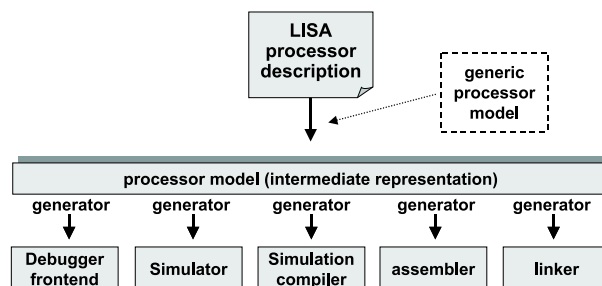 LISA
processor
description
generic
processor
model
processor model (intermediate representation)
generator generator generator generator generator
Debugger
frontend
Simulator
Simulation
compiler
assembler
linker